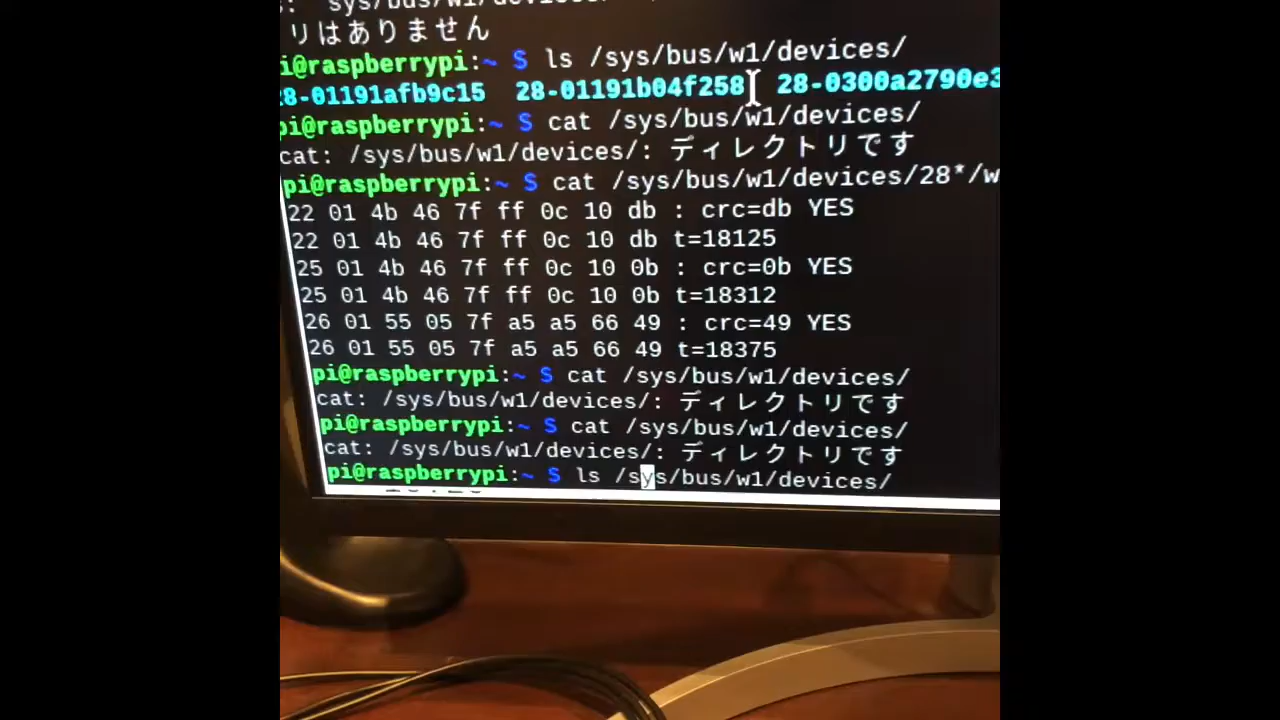 sys/bus/w1/devices/
リはありません
i@raspberrypi:~ $ ls /sys/bus/w1/devices/
28-01191afb9c15 28-01191b04f258 28-0300a2790e3
pi@raspberrypi:~ $ cat /sys/bus/w1/devices/
cat: /sys/bus/w1/devices/: ディレクトリです
pi@raspberrypi:~ $ cat /sys/bus/w1/devices/28*/w
22 01 4b 46 7f ff 0c 10 db : crc=db YES
22 01 4b 46 7f ff 0c 10 db t=18125
25 01 4b 46 7f ff 0c 10 0b : crc=0b YES
25 01 4b 46 7f ff 0c 10 0b t=18312
26 01 55 05 7f a5 a5 66 49 : crc=49 YES
26 01 55 05 7f a5 a5 66 49 t=18375
pi@raspberrypi:~ $ cat /sys/bus/w1/devices/
cat: /sys/bus/w1/devices/: ディレクトリです
pi@raspberrypi:~ $ cat /sys/bus/w1/devices/
cat: /sys/bus/w1/devices/: ディレクトリです
pi@raspberrypi:~ $ ls /sys/bus/w1/devices/